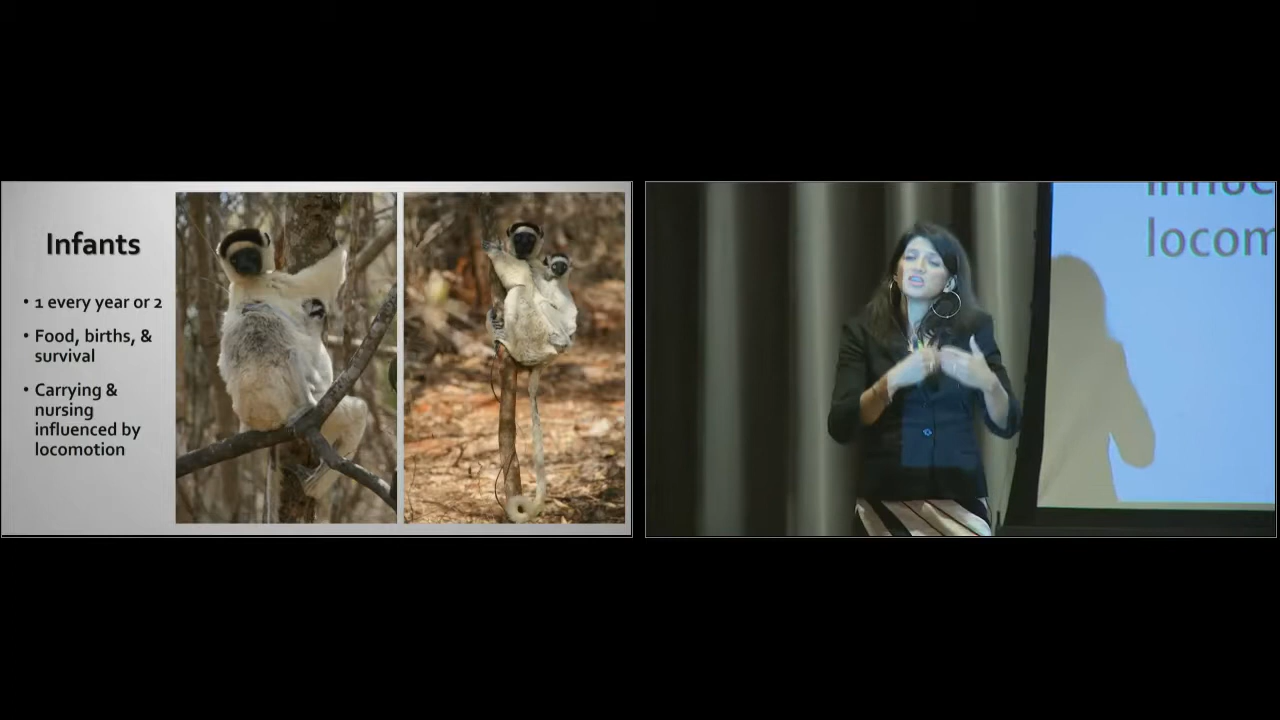 Infants
• 1 every year or 2
• Food, births, &
survival
• Carrying &
nursing
influenced by
locomotion
locom